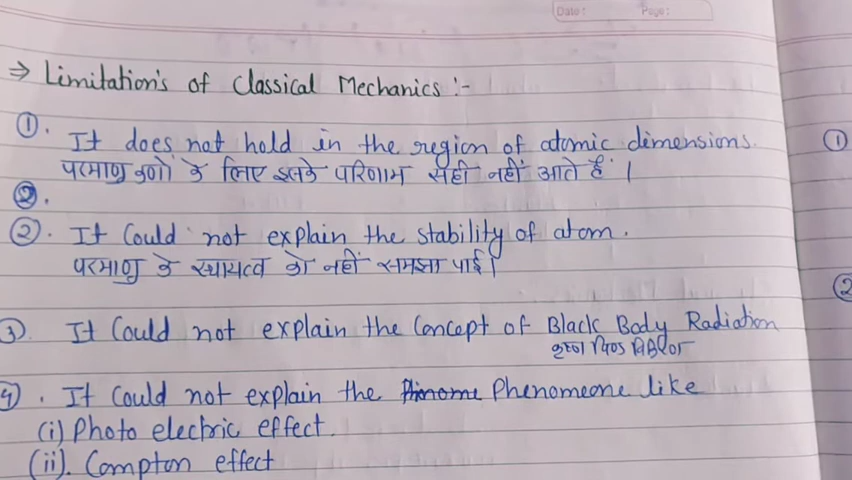 Date: Page:
⇒ Limitation's of Classical Mechanics :-
①. It does not hold in the region of atomic dimensions.
परमाणु कणों के लिए इसके परिणाम सही नहीं आते हैं ।
②.
②. It Could not explain the stability of atom.
परमाणु के स्थायत्व को नहीं समझा पाई।
③ It Could not explain the Concept of Black Body Radiation
कृष्ण पिण्ड विकिरण
④. It Could not explain the Phenomeone like
(i) Photo electric effect.
(ii). Compton effect
①
②